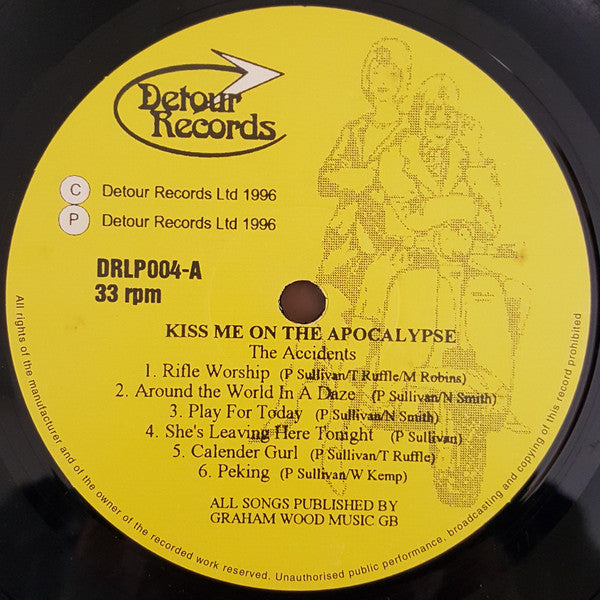 Detour
Records
C Detour Records Ltd 1996
P Detour Records Ltd 1996
DRLP004-A
33 rpm
KISS ME ON THE APOCALYPSE
The Accidents
1. Rifle Worship (P Sullivan/T Ruffle/M Robins)
2. Around the World In A Daze (P Sullivan/N Smith)
3. Play For Today (P Sullivan/N Smith)
4. She's Leaving Here Tonight (P Sullivan)
5. Calender Gurl (P Sullivan/T Ruffle)
6. Peking (P Sullivan/W Kemp)
ALL SONGS PUBLISHED BY
GRAHAM WOOD MUSIC GB
All rights of the manufacturer and of the owner of the recorded work reserved. Unauthorised public performance, broadcasting and copying of this record prohibited